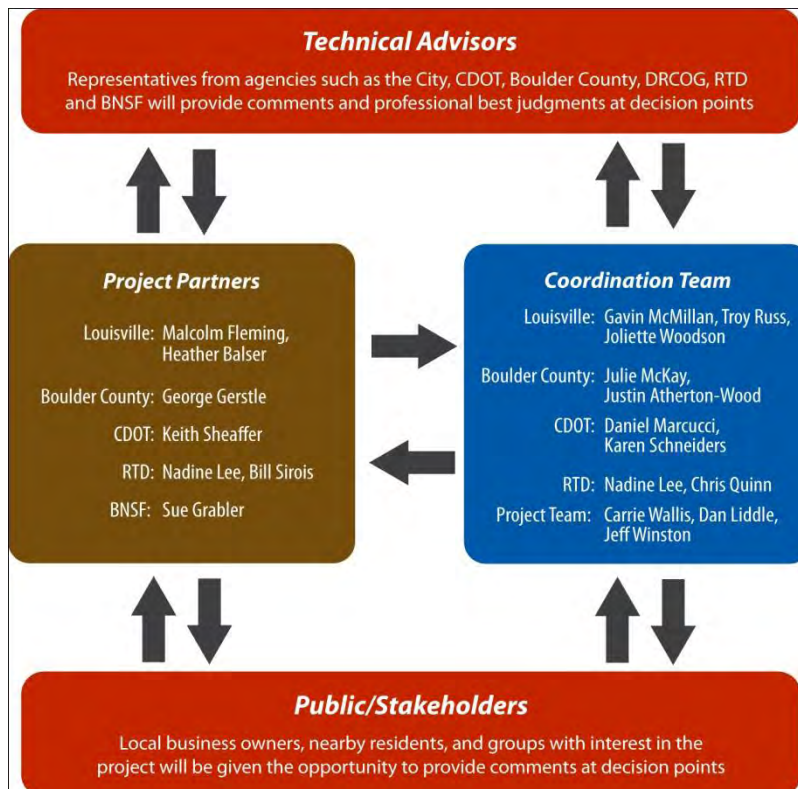 Technical Advisors
Representatives from agencies such as the City, CDOT, Boulder County, DRCOG, RTD
and BNSF will provide comments and professional best judgments at decision points
Project Partners
Louisville: Malcolm Fleming,
Heather Balser
Boulder County: George Gerstle
CDOT: Keith Sheaffer
RTD: Nadine Lee, Bill Sirois
BNSF: Sue Grabler
Coordination Team
Louisville: Gavin McMillan, Troy Russ,
Joliette Woodson
Boulder County: Julie McKay,
Justin Atherton-Wood
CDOT: Daniel Marcucci,
Karen Schneiders
RTD: Nadine Lee, Chris Quinn
Project Team: Carrie Wallis, Dan Liddle,
Jeff Winston
Public/Stakeholders
Local business owners, nearby residents, and groups with interest in the
project will be given the opportunity to provide comments at decision points